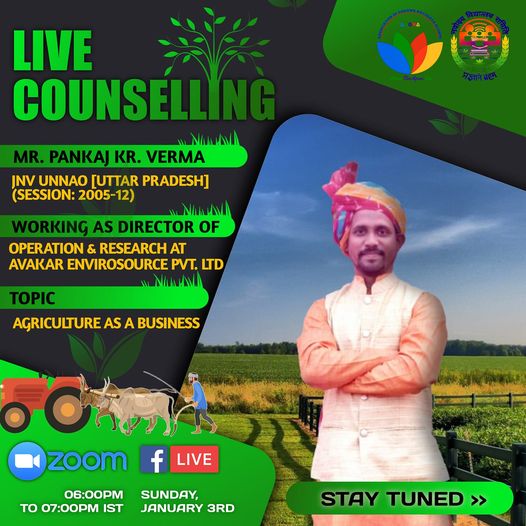 LIVE
COUNSELLING
MR. PANKAJ KR. VERMA
JNV UNNAO [UTTAR PRADESH]
(SESSION: 2005-12)
WORKING AS DIRECTOR OF
OPERATION & RESEARCH AT
AVAKAR ENVIROSOURCE PVT. LTD
TOPIC
AGRICULTURE AS A BUSINESS
zoom
f LIVE
06:00PM
TO 07:00PM IST
SUNDAY,
JANUARY 3RD
STAY TUNED >>